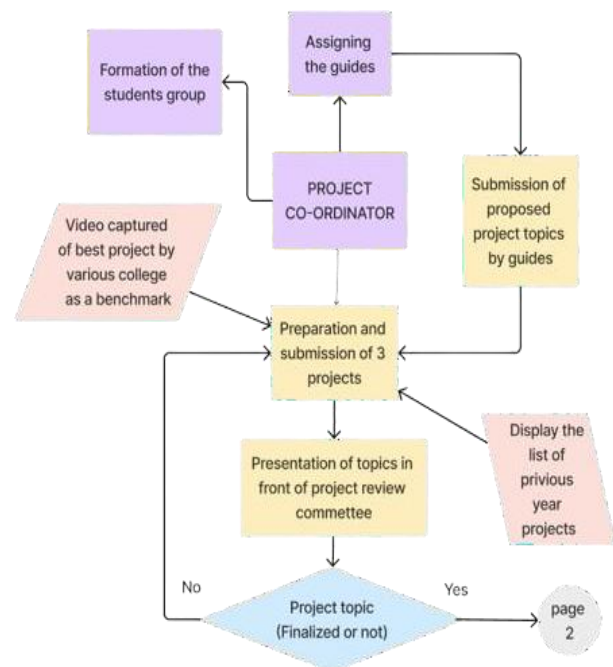 Assigning
the guides
Formation of the
students group
PROJECT
CO-ORDINATOR
Submission of
proposed
project topics
by guides
Video captured
of best project by
various college
as a benchmark
Preparation and
submission of 3
projects
Display the
list of
privious
year
projects
Presentation of topics in
front of project review
commettee
No
Yes
Project topic
(Finalized or not)
page
2